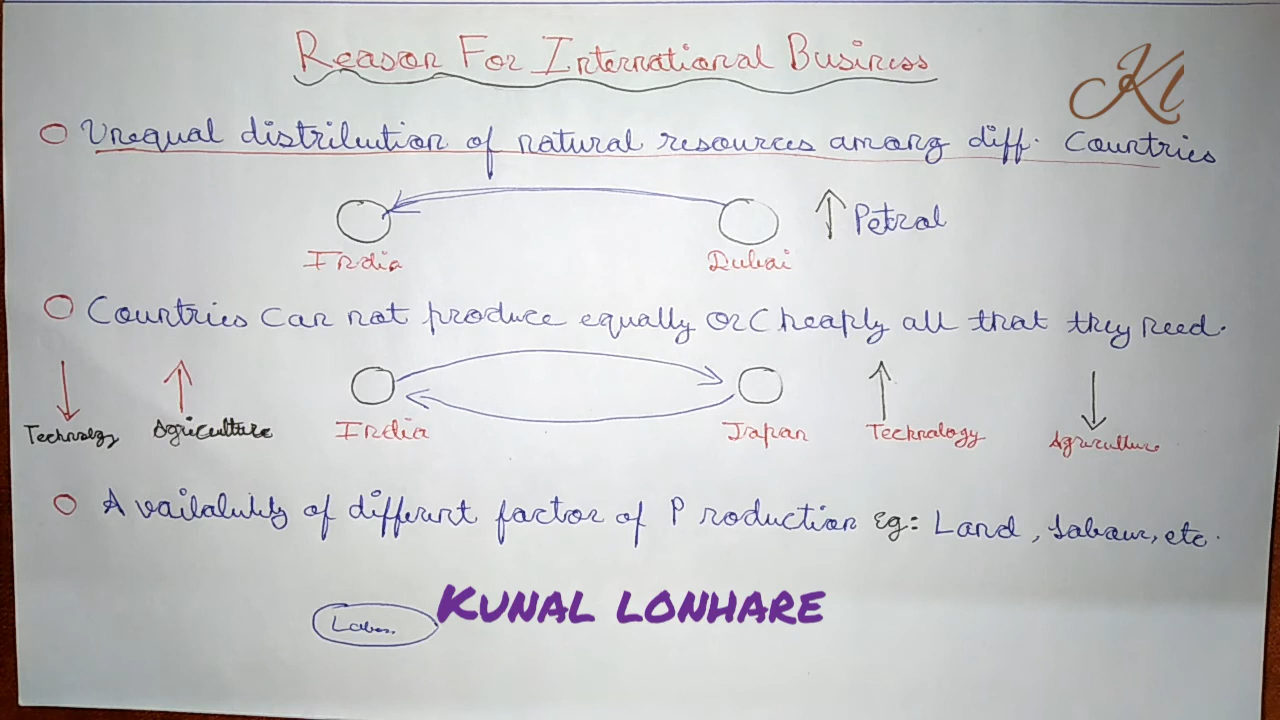 Reason For International Business
Kl
Unequal distribution of natural resources among diff. Countries
↑ Petrol
India Dubai
Countries can not produce equally or cheaply all that they need.
↓ ↑ ↑ ↓
Technology Agriculture India Japan Technology Agriculture
Availability of different factor of Production Eg: Land, Labour, etc.
KUNAL LONHARE